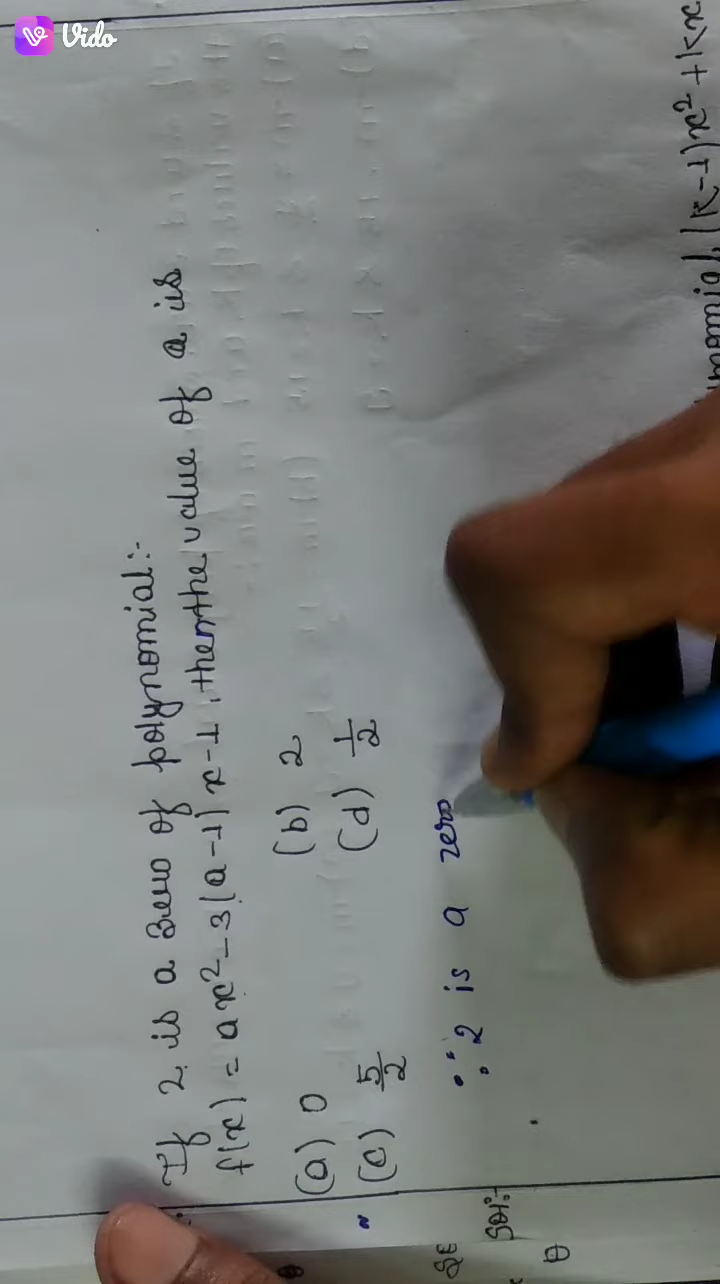 Vido
If 2 is a zero of polynomial:-
f(x) = ax²-3(a-1)x-1, then the value of a is
(a) 0 (b) 2
(c) 5/2 (d) 1/2
∵ 2 is a zero
Sol:-
(k-1)x²+kx